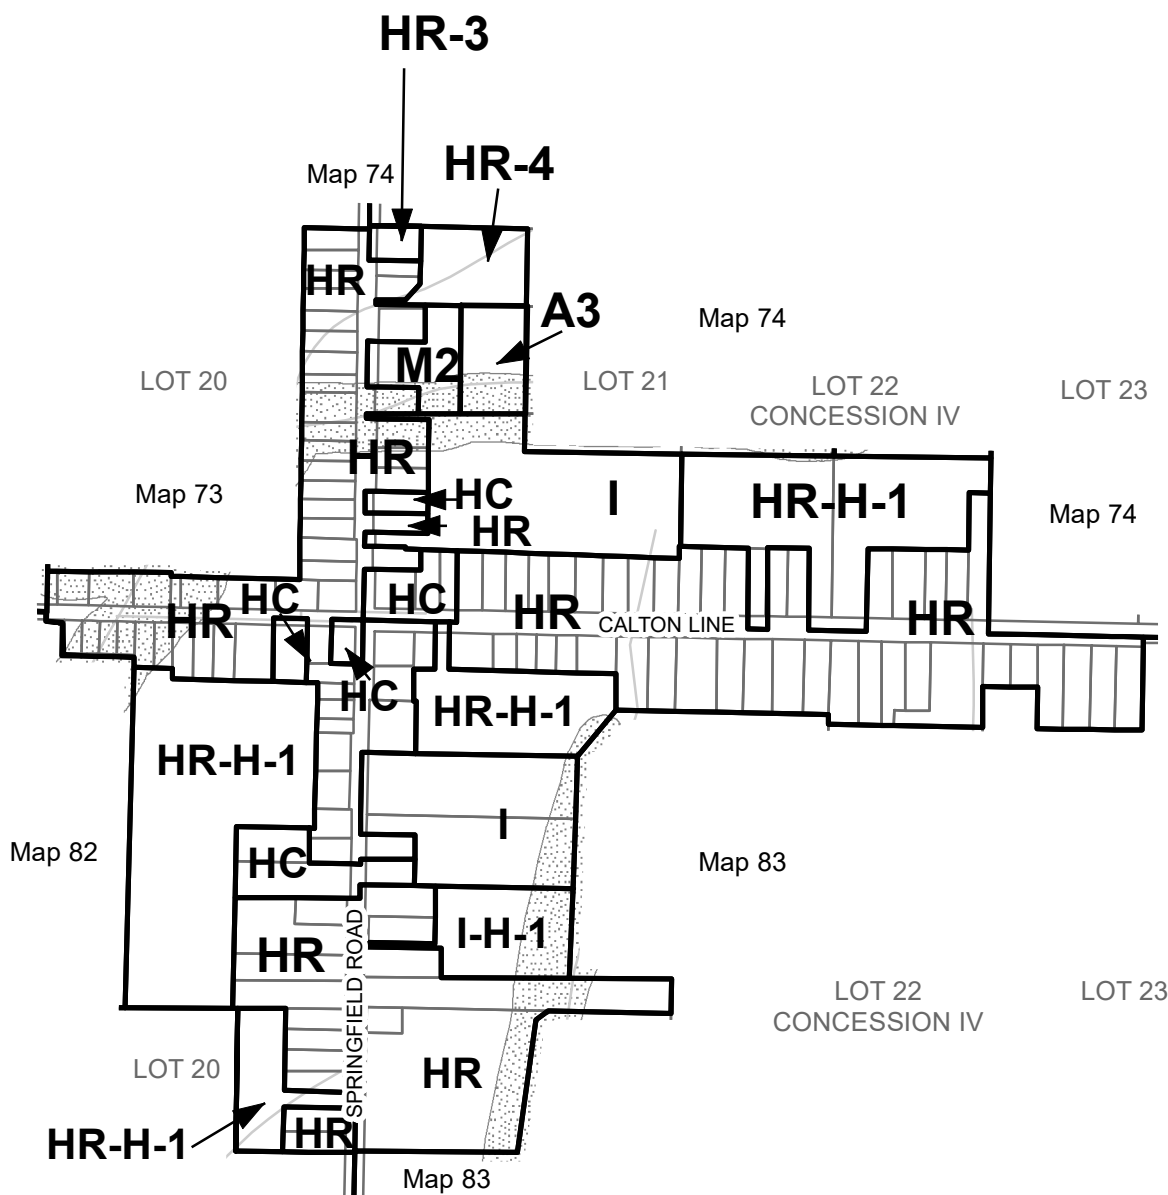 HR-3
Map 74
HR-4
HR
A3
Map 74
M2
LOT 20
LOT 21
LOT 22
CONCESSION IV
LOT 23
HR
HC
I
HR-H-1
Map 73
Map 74
HR
HC
HC
HR
HR
HR
CALTON LINE
HC
HR-H-1
HR-H-1
I
Map 82
HC
Map 83
I-H-1
HR
SPRINGFIELD ROAD
LOT 22
CONCESSION IV
LOT 23
LOT 20
HR
HR-H-1
HR
Map 83